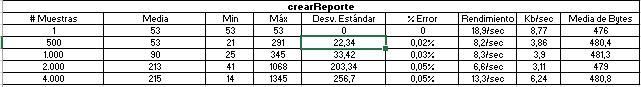 crearReporte
# Muestras Media Min Máx Desv. Estándar % Error Rendimiento Kb/sec Media de Bytes
1 53 53 53 0 0 18,9/sec 8,77 476
500 53 21 291 22,34 0,02% 8,2/sec 3,86 480,4
1.000 90 25 345 33,42 0,03% 8,3/sec 3,9 481,3
2.000 213 41 1068 203,34 0,05% 6,6/sec 3,11 479
4.000 215 14 1345 256,7 0,05% 13,3/sec 6,24 480,8